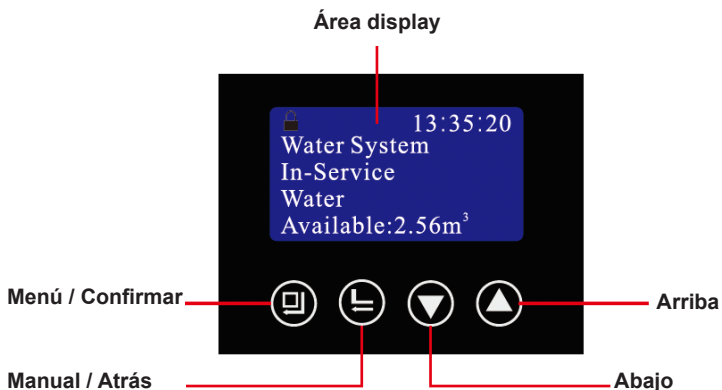 Área display
13:35:20
Water System
In-Service
Water
Available:2.56m³
Menú / Confirmar
Arriba
Manual / Atrás
Abajo